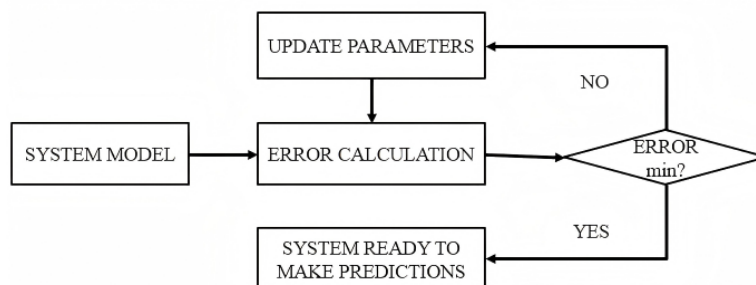 UPDATE PARAMETERS
NO
SYSTEM MODEL
ERROR CALCULATION
ERROR
min?
YES
SYSTEM READY TO
MAKE PREDICTIONS